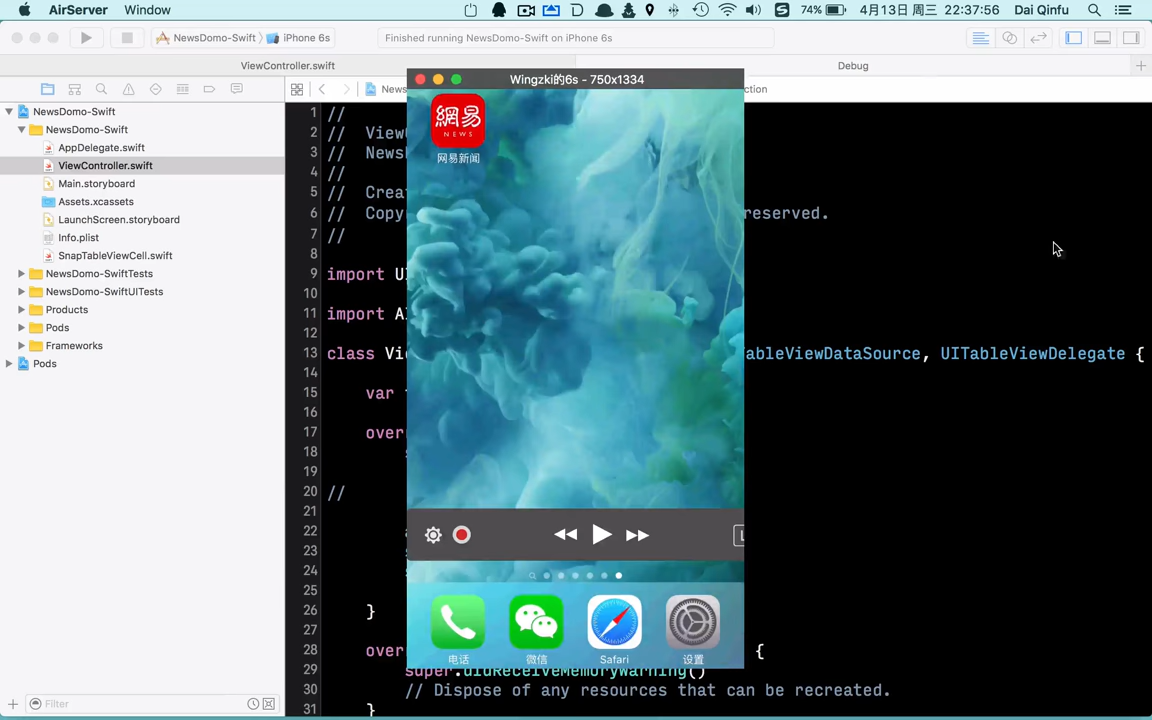 AirServer Window 74% 4月13日 周三 22:37:56 Dai Qinfu
NewsDomo-Swift iPhone 6s Finished running NewsDomo-Swift on iPhone 6s
ViewController.swift Debug
Wingzki的6s - 750x1334
NewsDomo-Swift
NewsDomo-Swift
AppDelegate.swift
ViewController.swift
Main.storyboard
Assets.xcassets
LaunchScreen.storyboard
Info.plist
SnapTableViewCell.swift
NewsDomo-SwiftTests
NewsDomo-SwiftUITests
Products
Pods
Frameworks
Pods
Filter
網易
NEWS
网易新闻
电话 微信 Safari 设置
1 //
2 // View
3 // News
4 //
5 // Crea
6 // Copy reserved.
7 //
8
9 import UI
10
11 import A
12
13 class Vi ableViewDataSource, UITableViewDelegate {
14
15 var
16
17 over
18
19
20 //
21
22
23
24
25
26 }
27
28 over {
29 super.didReceiveMemoryWarning()
30 // Dispose of any resources that can be recreated.
31 }